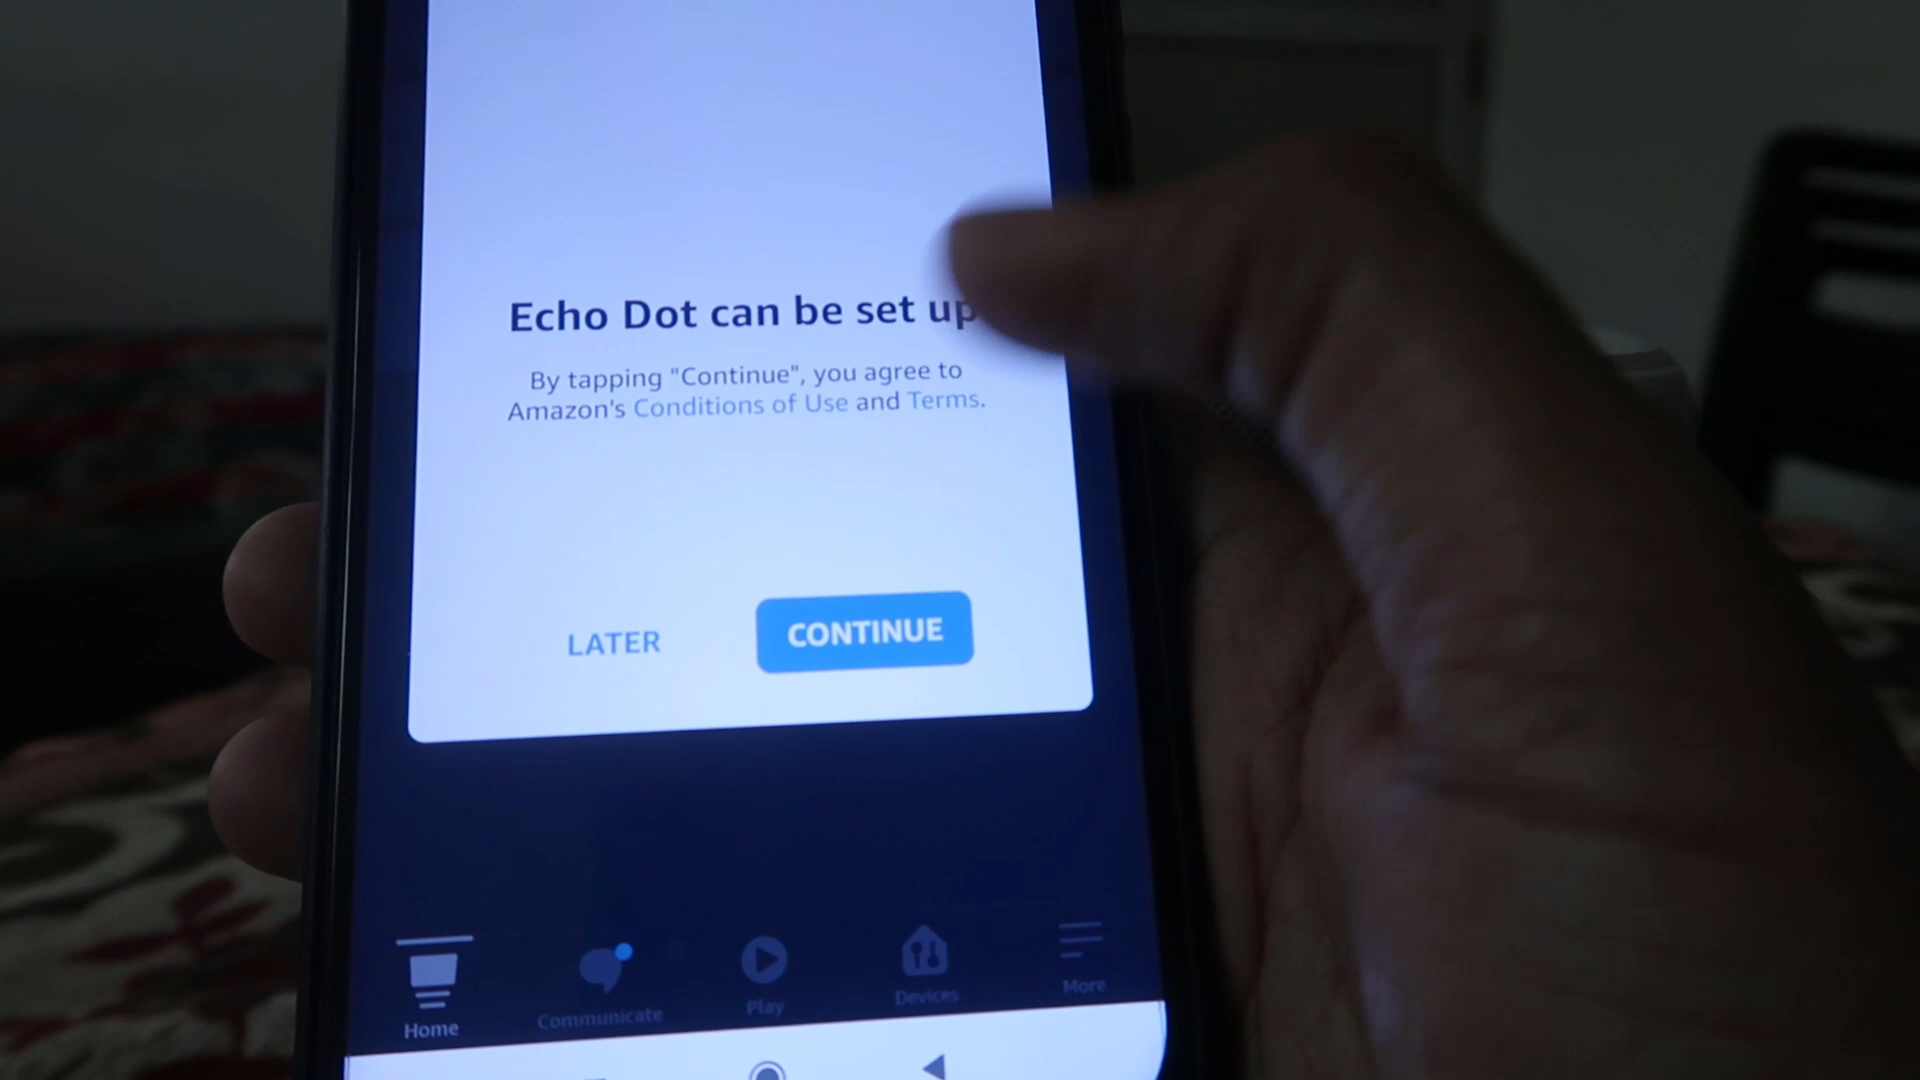 Echo Dot can be set up
By tapping "Continue", you agree to
Amazon's Conditions of Use and Terms.
LATER
CONTINUE
Home
Communicate
Play
Devices
More